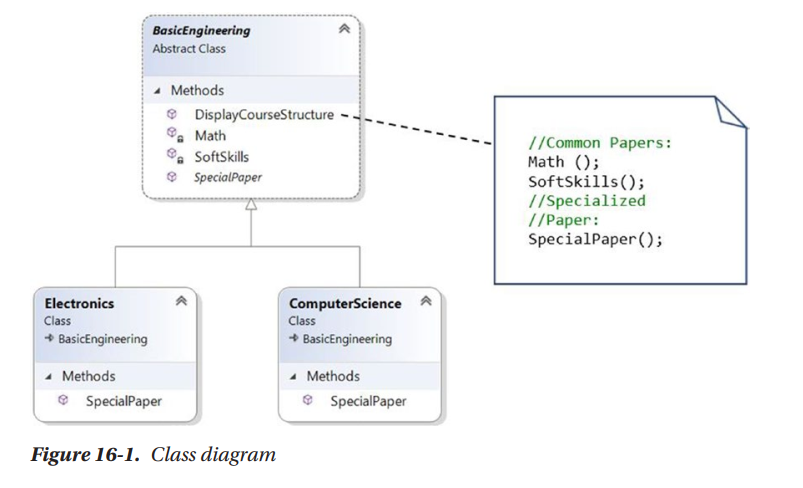 BasicEngineering
Abstract Class
Methods
DisplayCourseStructure
Math
SoftSkills
SpecialPaper
//Common Papers:
Math ();
SoftSkills();
//Specialized
//Paper:
SpecialPaper();
Electronics
Class
BasicEngineering
Methods
SpecialPaper
ComputerScience
Class
BasicEngineering
Methods
SpecialPaper
Figure 16-1. Class diagram